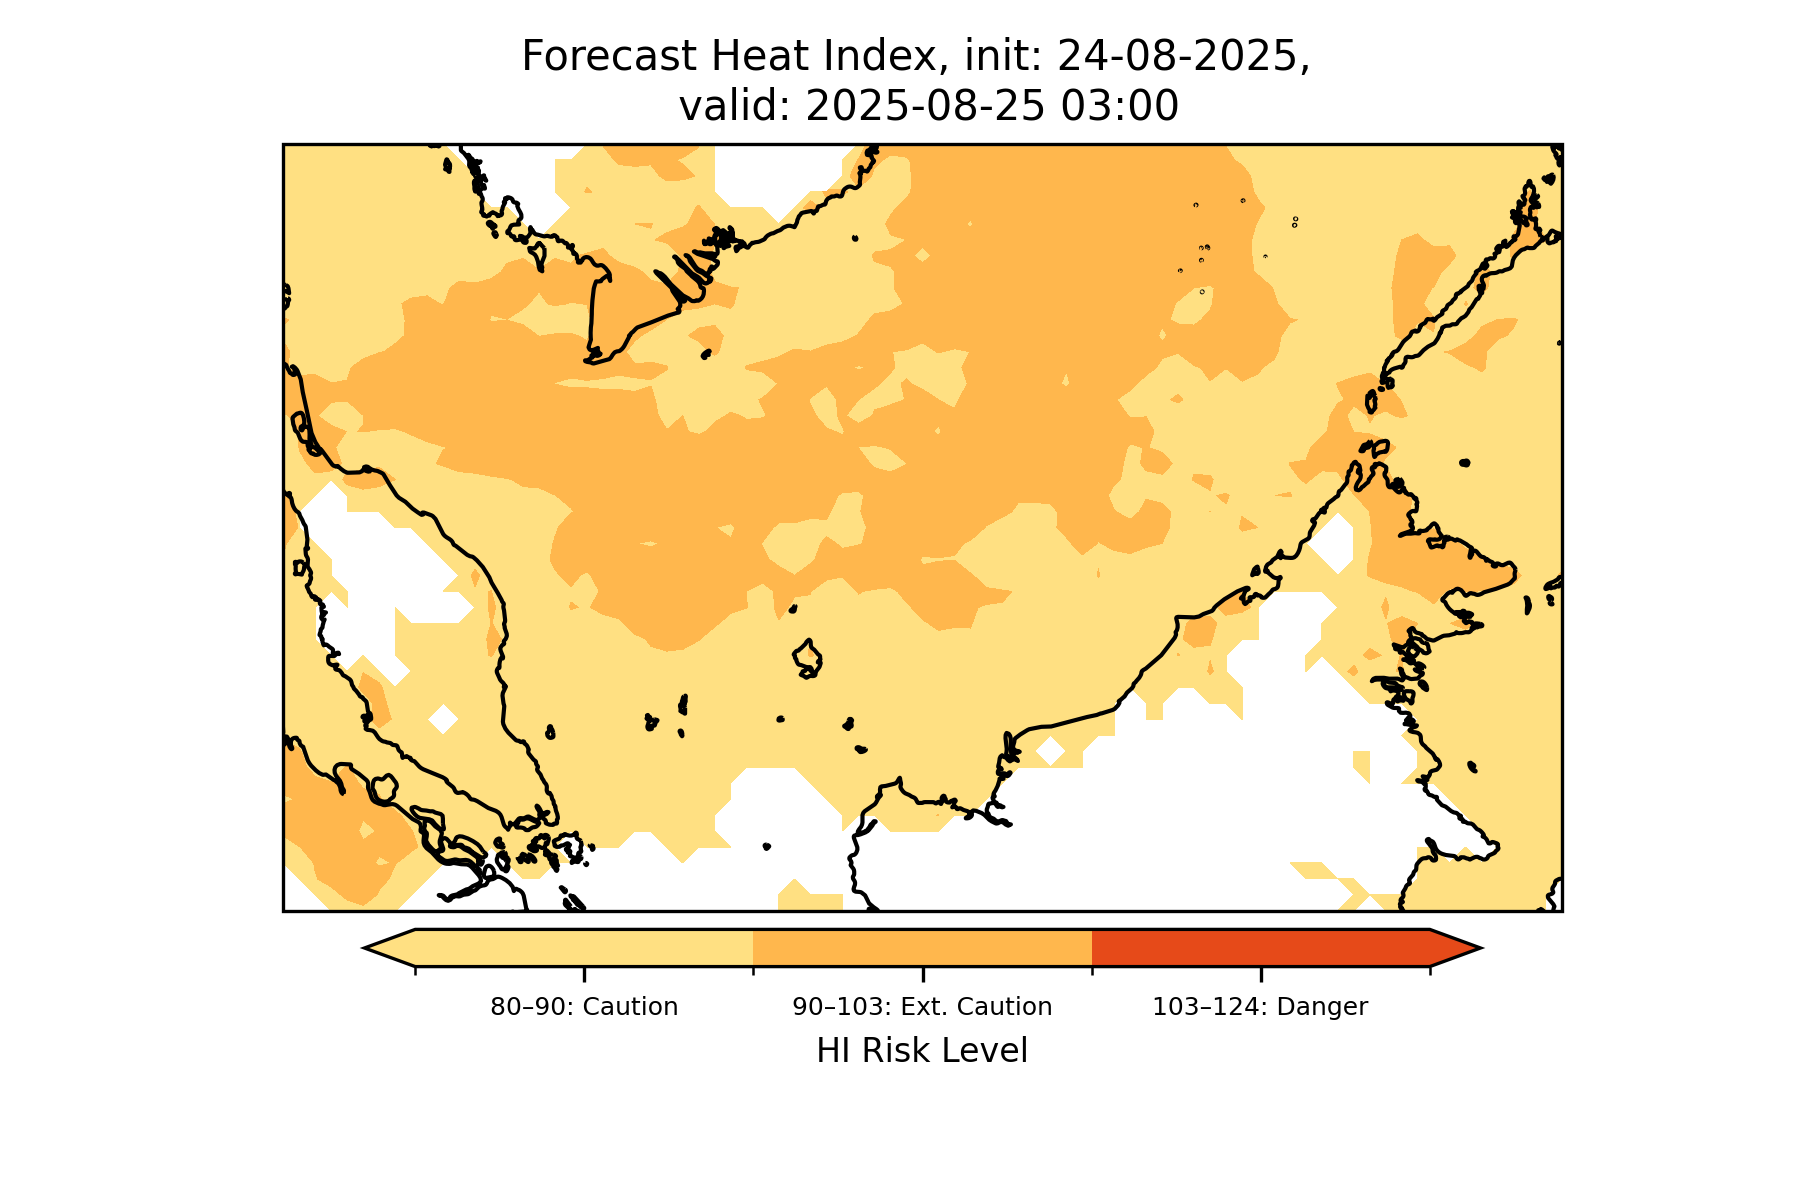 Forecast Heat Index, init: 24-08-2025,
valid: 2025-08-25 03:00
80–90: Caution
90–103: Ext. Caution
103–124: Danger
HI Risk Level